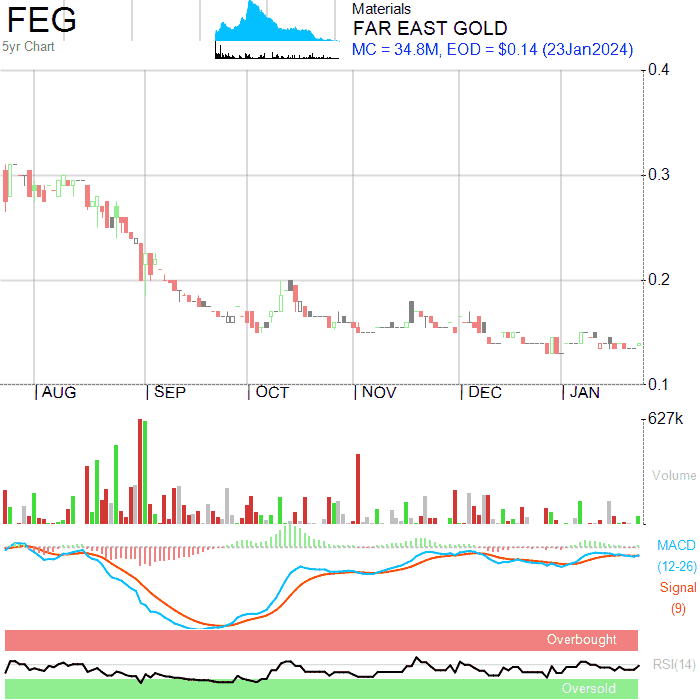 FEG
5yr Chart
Materials
FAR EAST GOLD
MC = 34.8M, EOD = $0.14 (23Jan2024)
0.4
0.3
0.2
0.1
AUG SEP OCT NOV DEC JAN
627k
Volume
MACD
(12-26)
Signal
(9)
Overbought
RSI(14)
Oversold